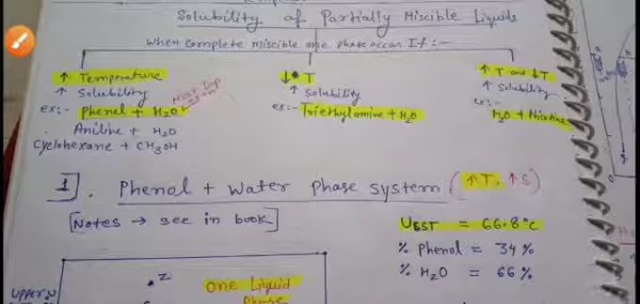 Solubility of Partially Miscible Liquids
When complete miscible one phase occur If :-
↑ Temperature
↑ Solubility
ex:- Phenol + H₂O
Aniline + H₂O
Cyclohexane + CH₃OH
↓ T
↑ Solubility
ex:- Triethylamine + H₂O
↑ T and ↓ T
↑ Solubility
ex:-
H₂O + Nicotine
1]. Phenol + Water Phase system (↑T, ↑S)
[Notes → see in book]
UCST = 66.8°C
% Phenol = 34%
% H₂O = 66%
Z
One Liquid
Phase
UPPER